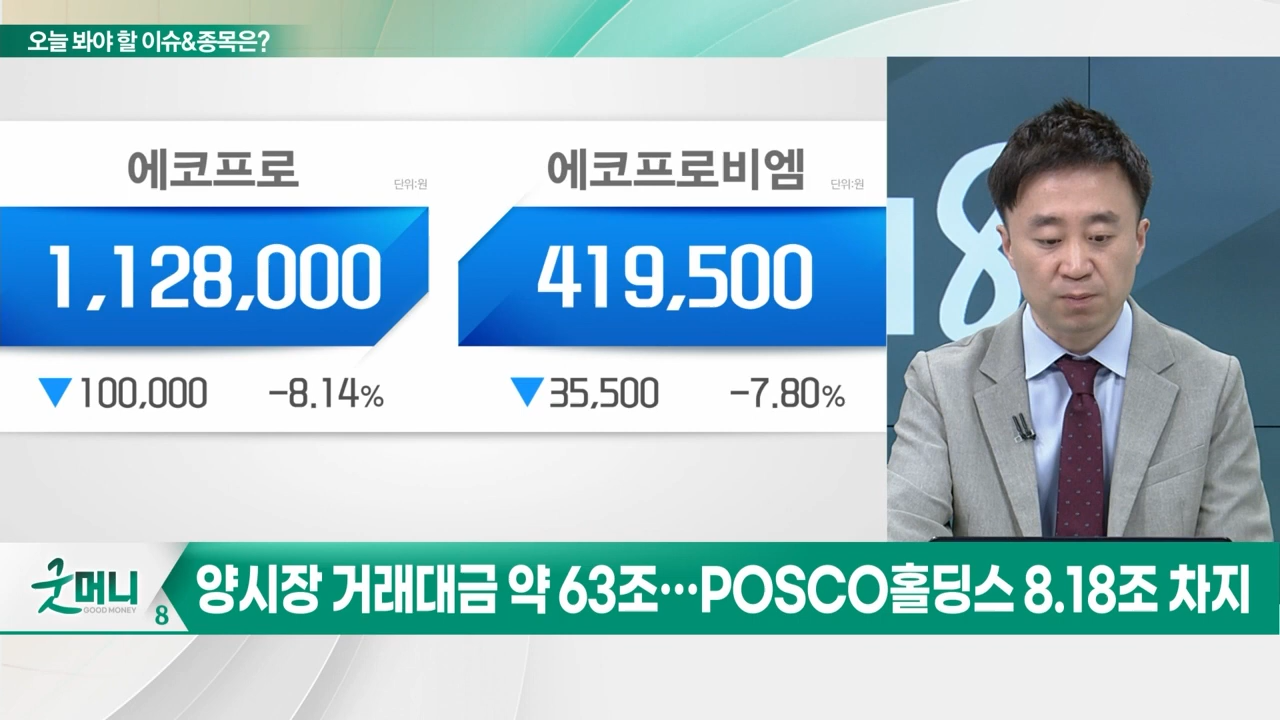 오늘 봐야 할 이슈&종목은?
에코프로
단위:원
1,128,000
▼100,000 -8.14%
에코프로비엠
단위:원
419,500
▼35,500 -7.80%
8
굿머니
GOOD MONEY
8
양시장 거래대금 약 63조…POSCO홀딩스 8.18조 차지